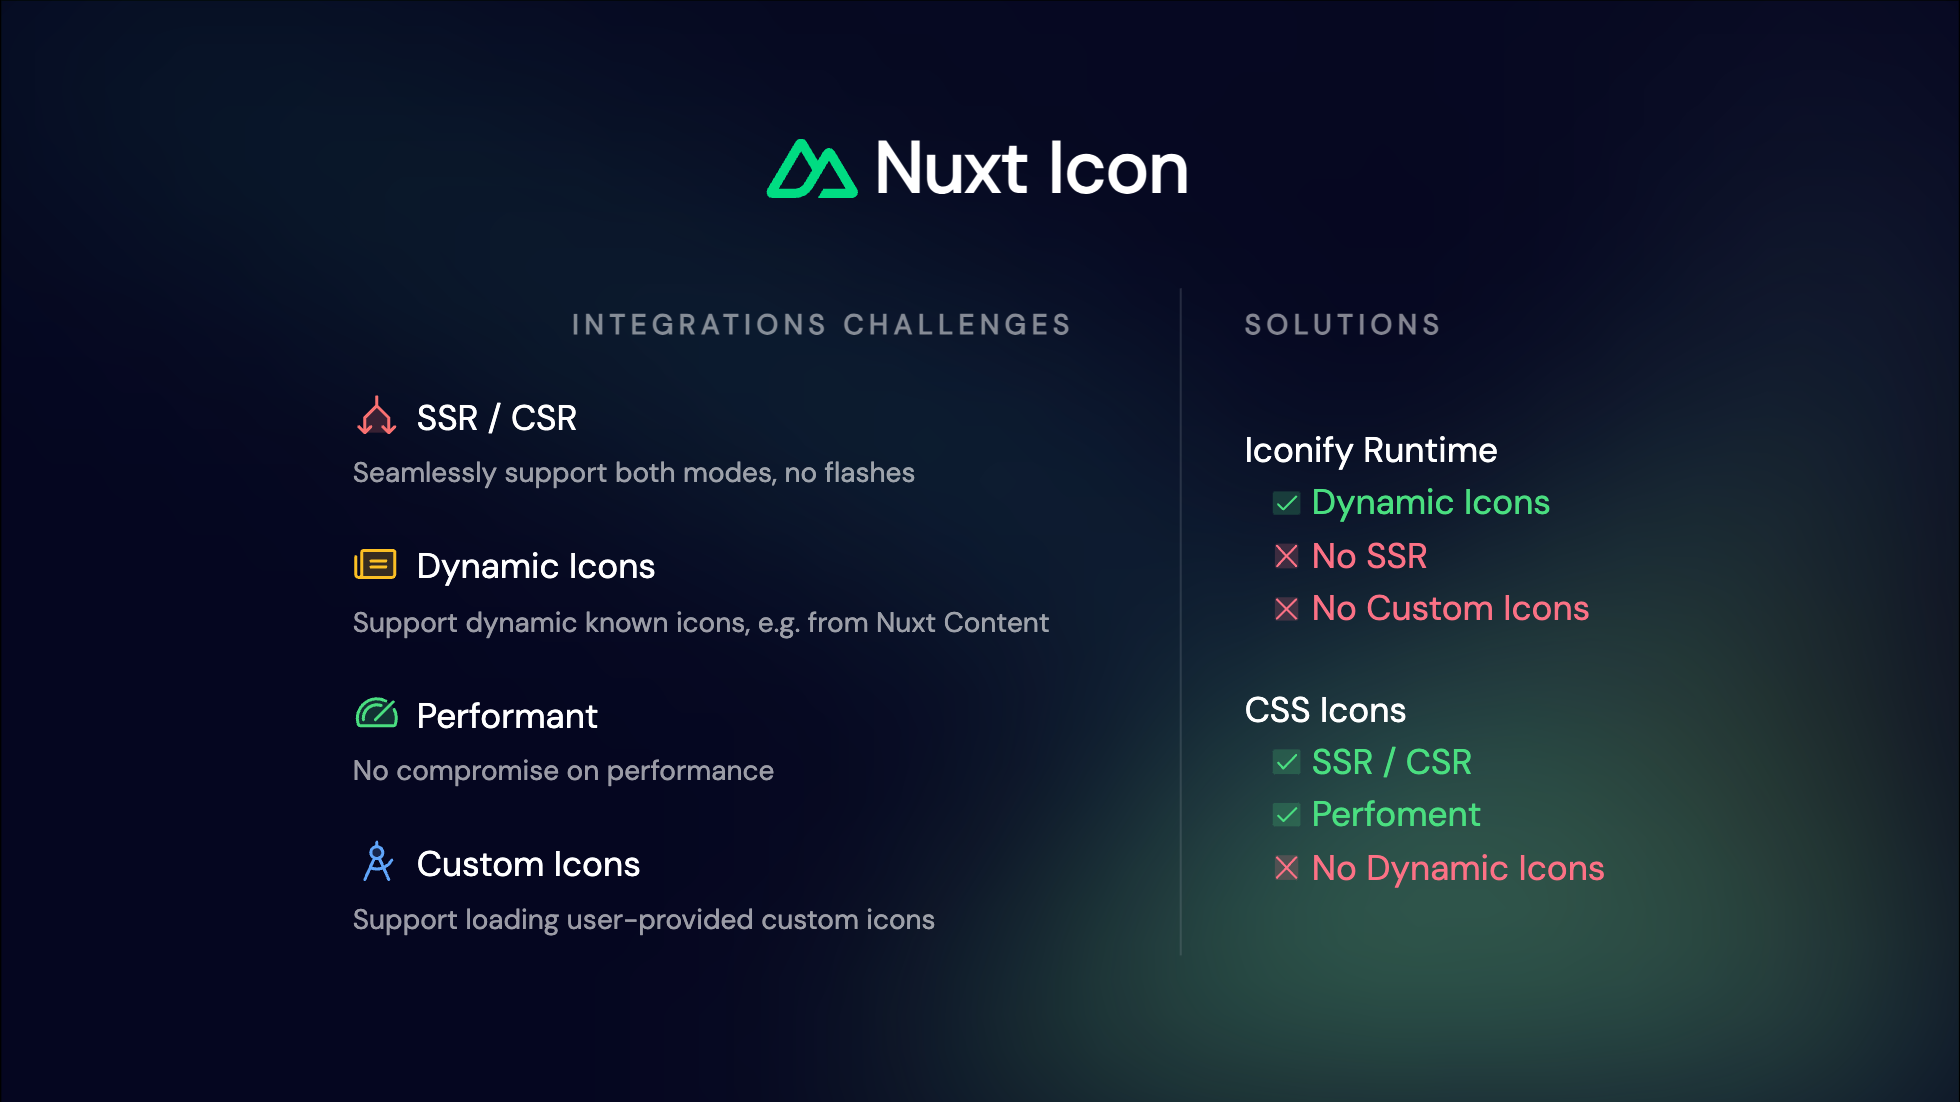 Nuxt Icon
INTEGRATIONS CHALLENGES
SSR / CSR
Seamlessly support both modes, no flashes
Dynamic Icons
Support dynamic known icons, e.g. from Nuxt Content
Performant
No compromise on performance
Custom Icons
Support loading user-provided custom icons
SOLUTIONS
Iconify Runtime
Dynamic Icons
No SSR
No Custom Icons
CSS Icons
SSR / CSR
Perfoment
No Dynamic Icons